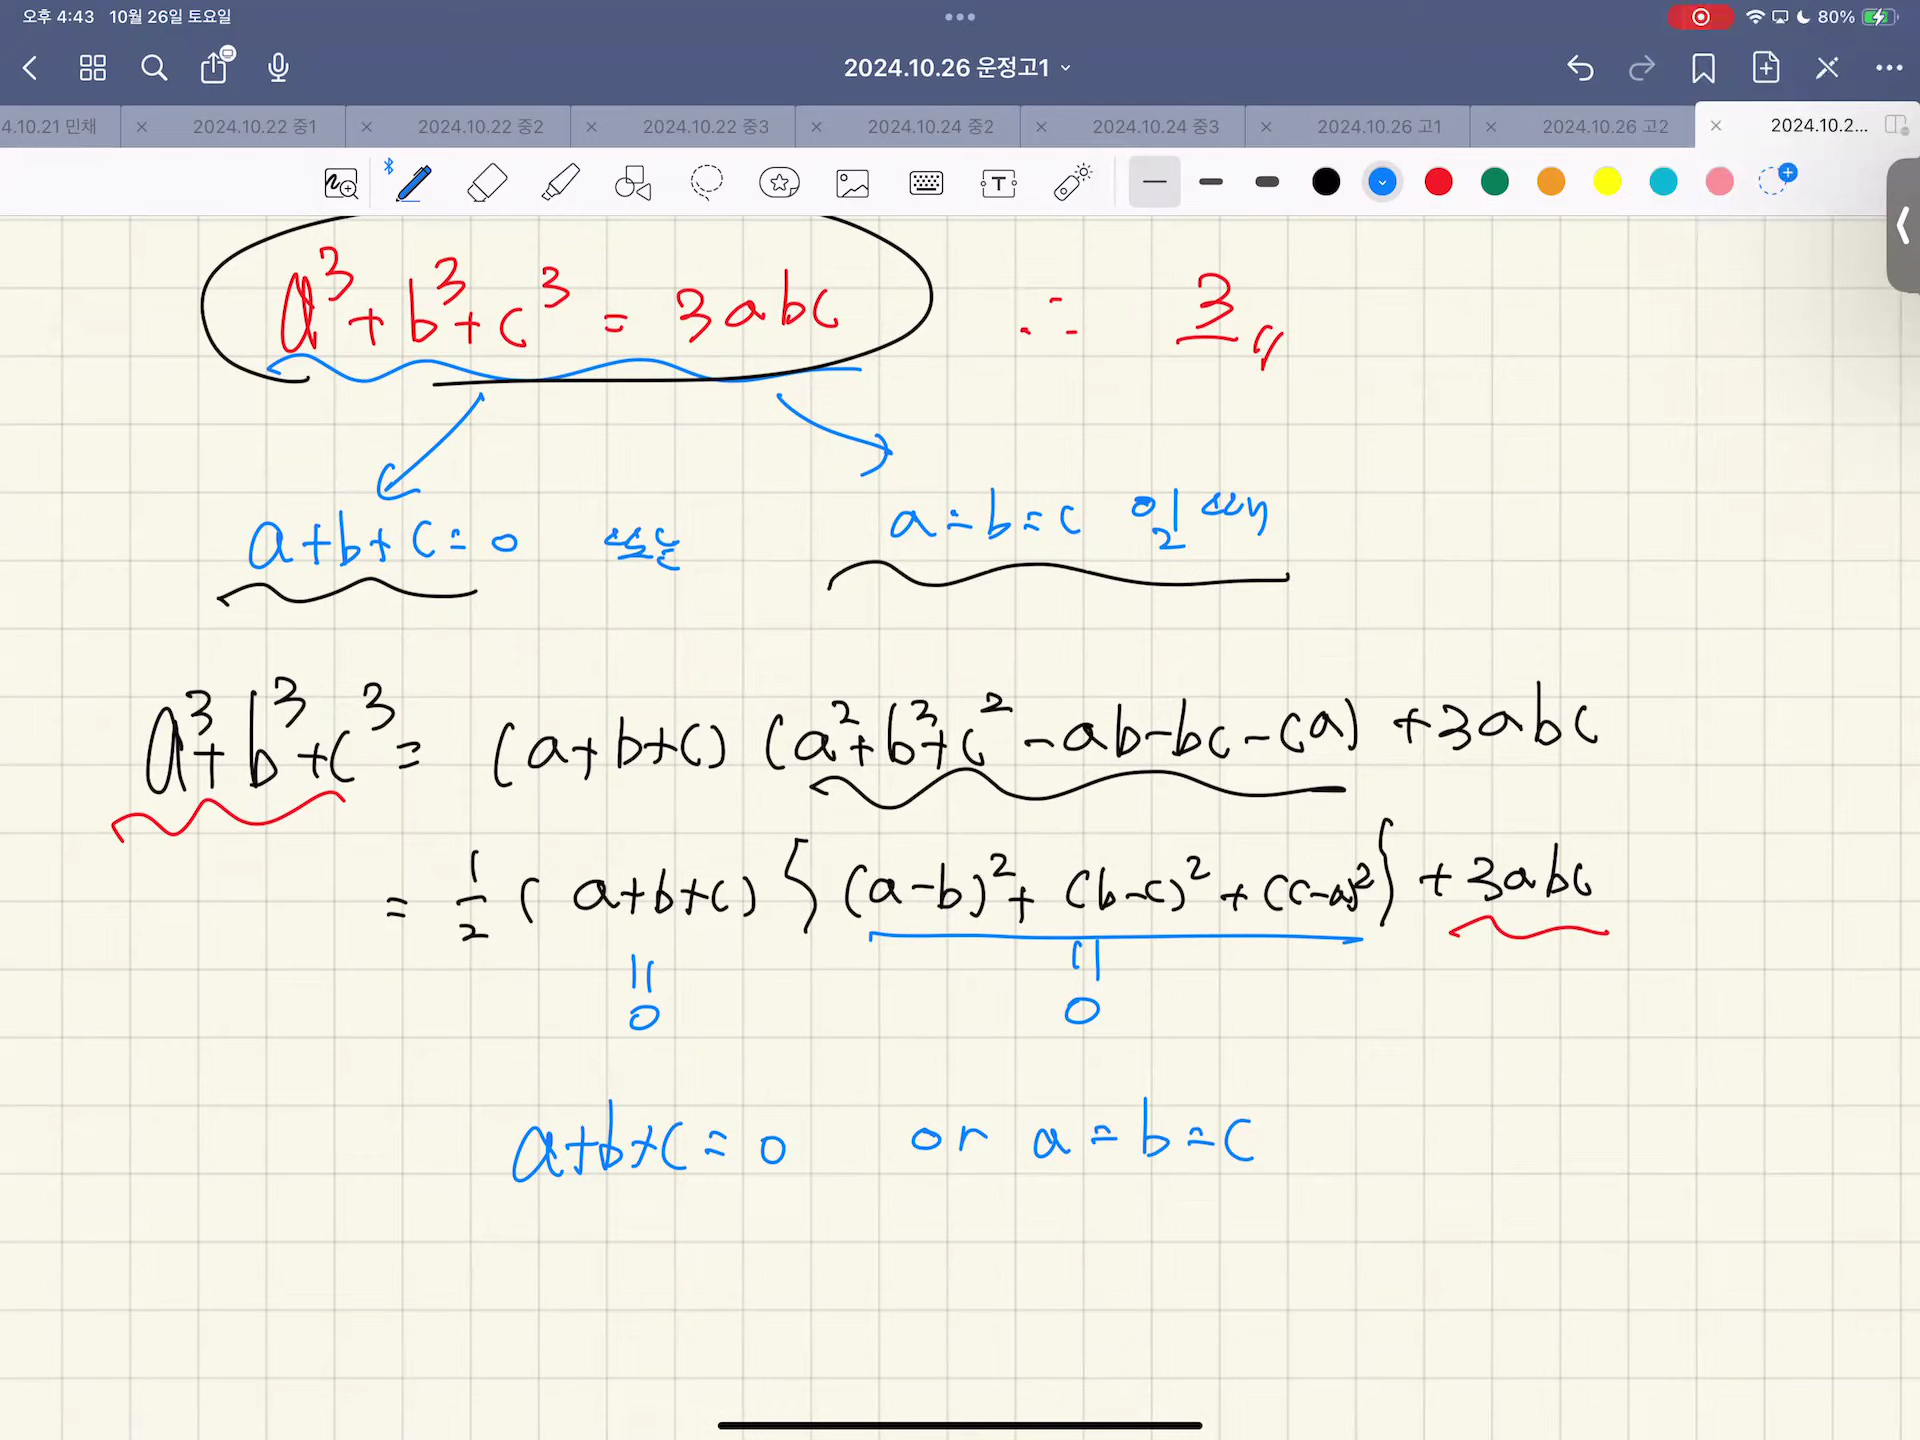 오후 4:43 10월 26일 토요일
80%
2024.10.26 운정고1
4.10.21 민채
2024.10.22 중1
2024.10.22 중2
2024.10.22 중3
2024.10.24 중2
2024.10.24 중3
2024.10.26 고1
2024.10.26 고2
2024.10.2...
a³+b³+c³ = 3abc ∴ 3
a+b+c=0 또는 a=b=c 일 때
a³+b³+c³ = (a+b+c) (a²+b²+c²-ab-bc-ca) +3abc
= 1/2 (a+b+c) { (a-b)² + (b-c)² + (c-a)² } + 3abc
=0 =0
a+b+c=0 or a=b=c